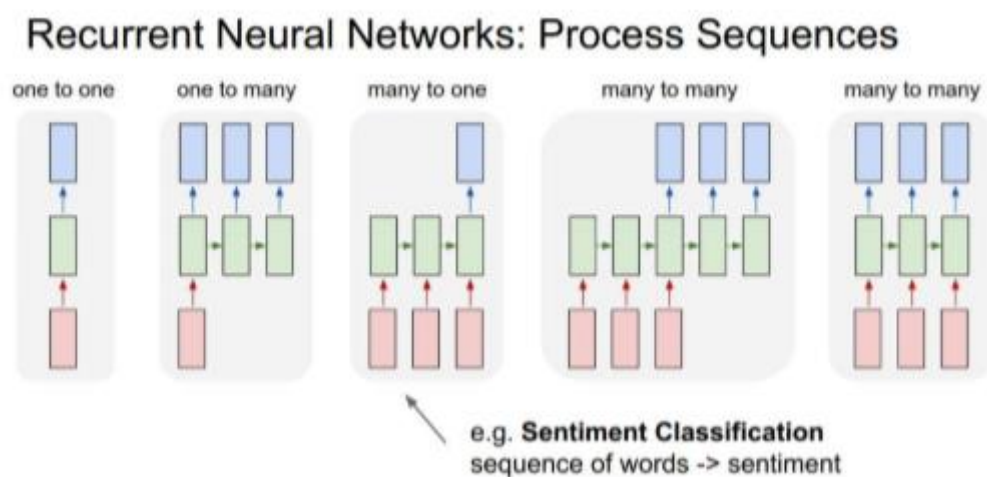 Recurrent Neural Networks: Process Sequences
one to one
one to many
many to one
many to many
many to many
e.g. Sentiment Classification
sequence of words -> sentiment